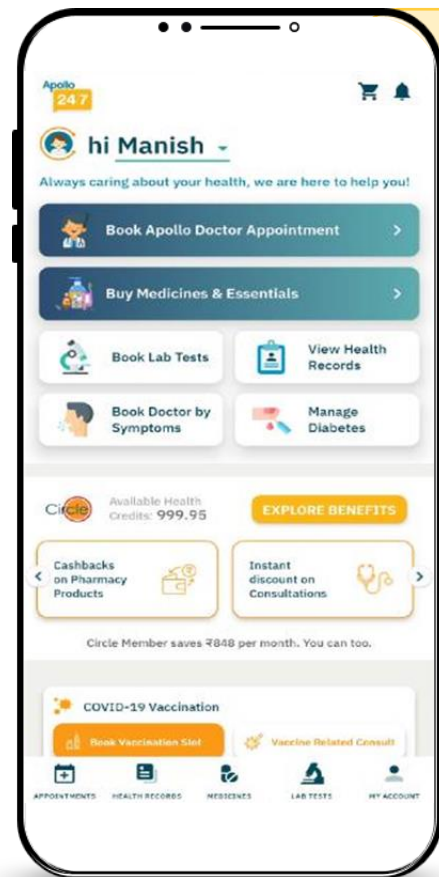 Apollo
24|7
hi Manish
Always caring about your health, we are here to help you!
Book Apollo Doctor Appointment
Buy Medicines & Essentials
Book Lab Tests
View Health
Records
Book Doctor by
Symptoms
Manage
Diabetes
Circle
Available Health
Credits: 999.95
EXPLORE BENEFITS
Cashbacks
on Pharmacy
Products
Instant
discount on
Consultations
Circle Member saves ₹848 per month. You can too.
COVID-19 Vaccination
Book Vaccination Slot
Vaccine Related Consult
APPOINTMENTS
HEALTH RECORDS
MEDICINES
LAB TESTS
MY ACCOUNT